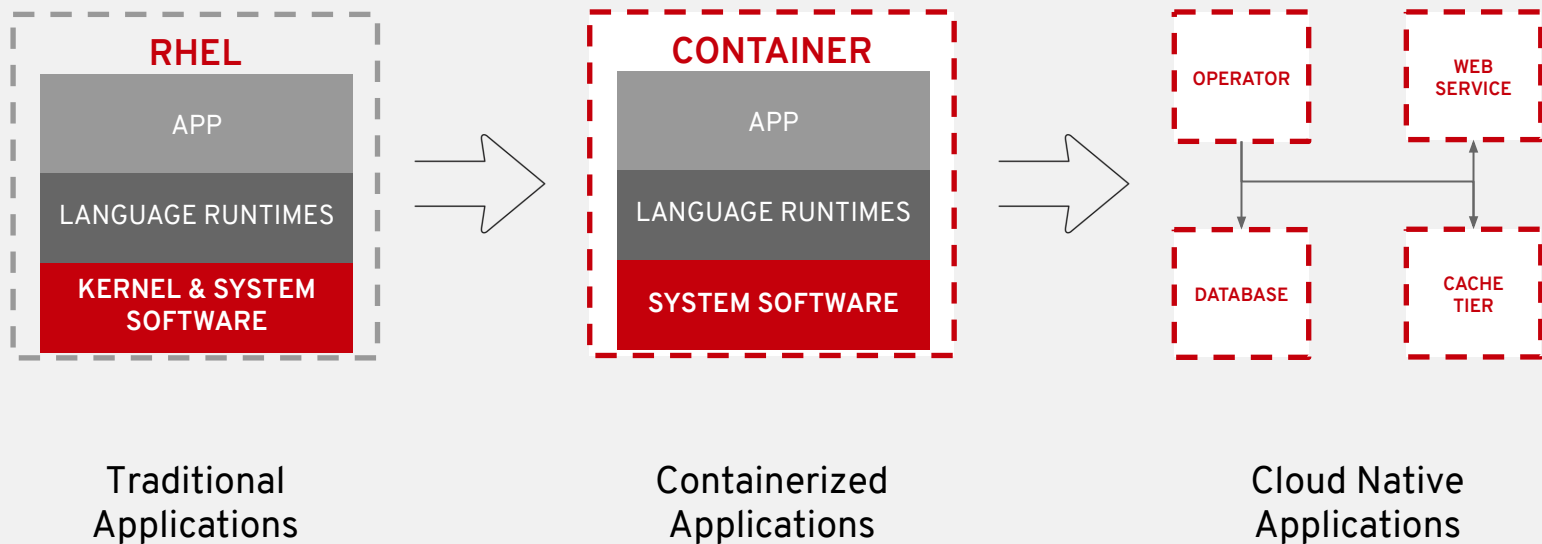 RHEL
APP
LANGUAGE RUNTIMES
KERNEL & SYSTEM
SOFTWARE
Traditional
Applications
CONTAINER
APP
LANGUAGE RUNTIMES
SYSTEM SOFTWARE
Containerized
Applications
OPERATOR
WEB
SERVICE
DATABASE
CACHE
TIER
Cloud Native
Applications